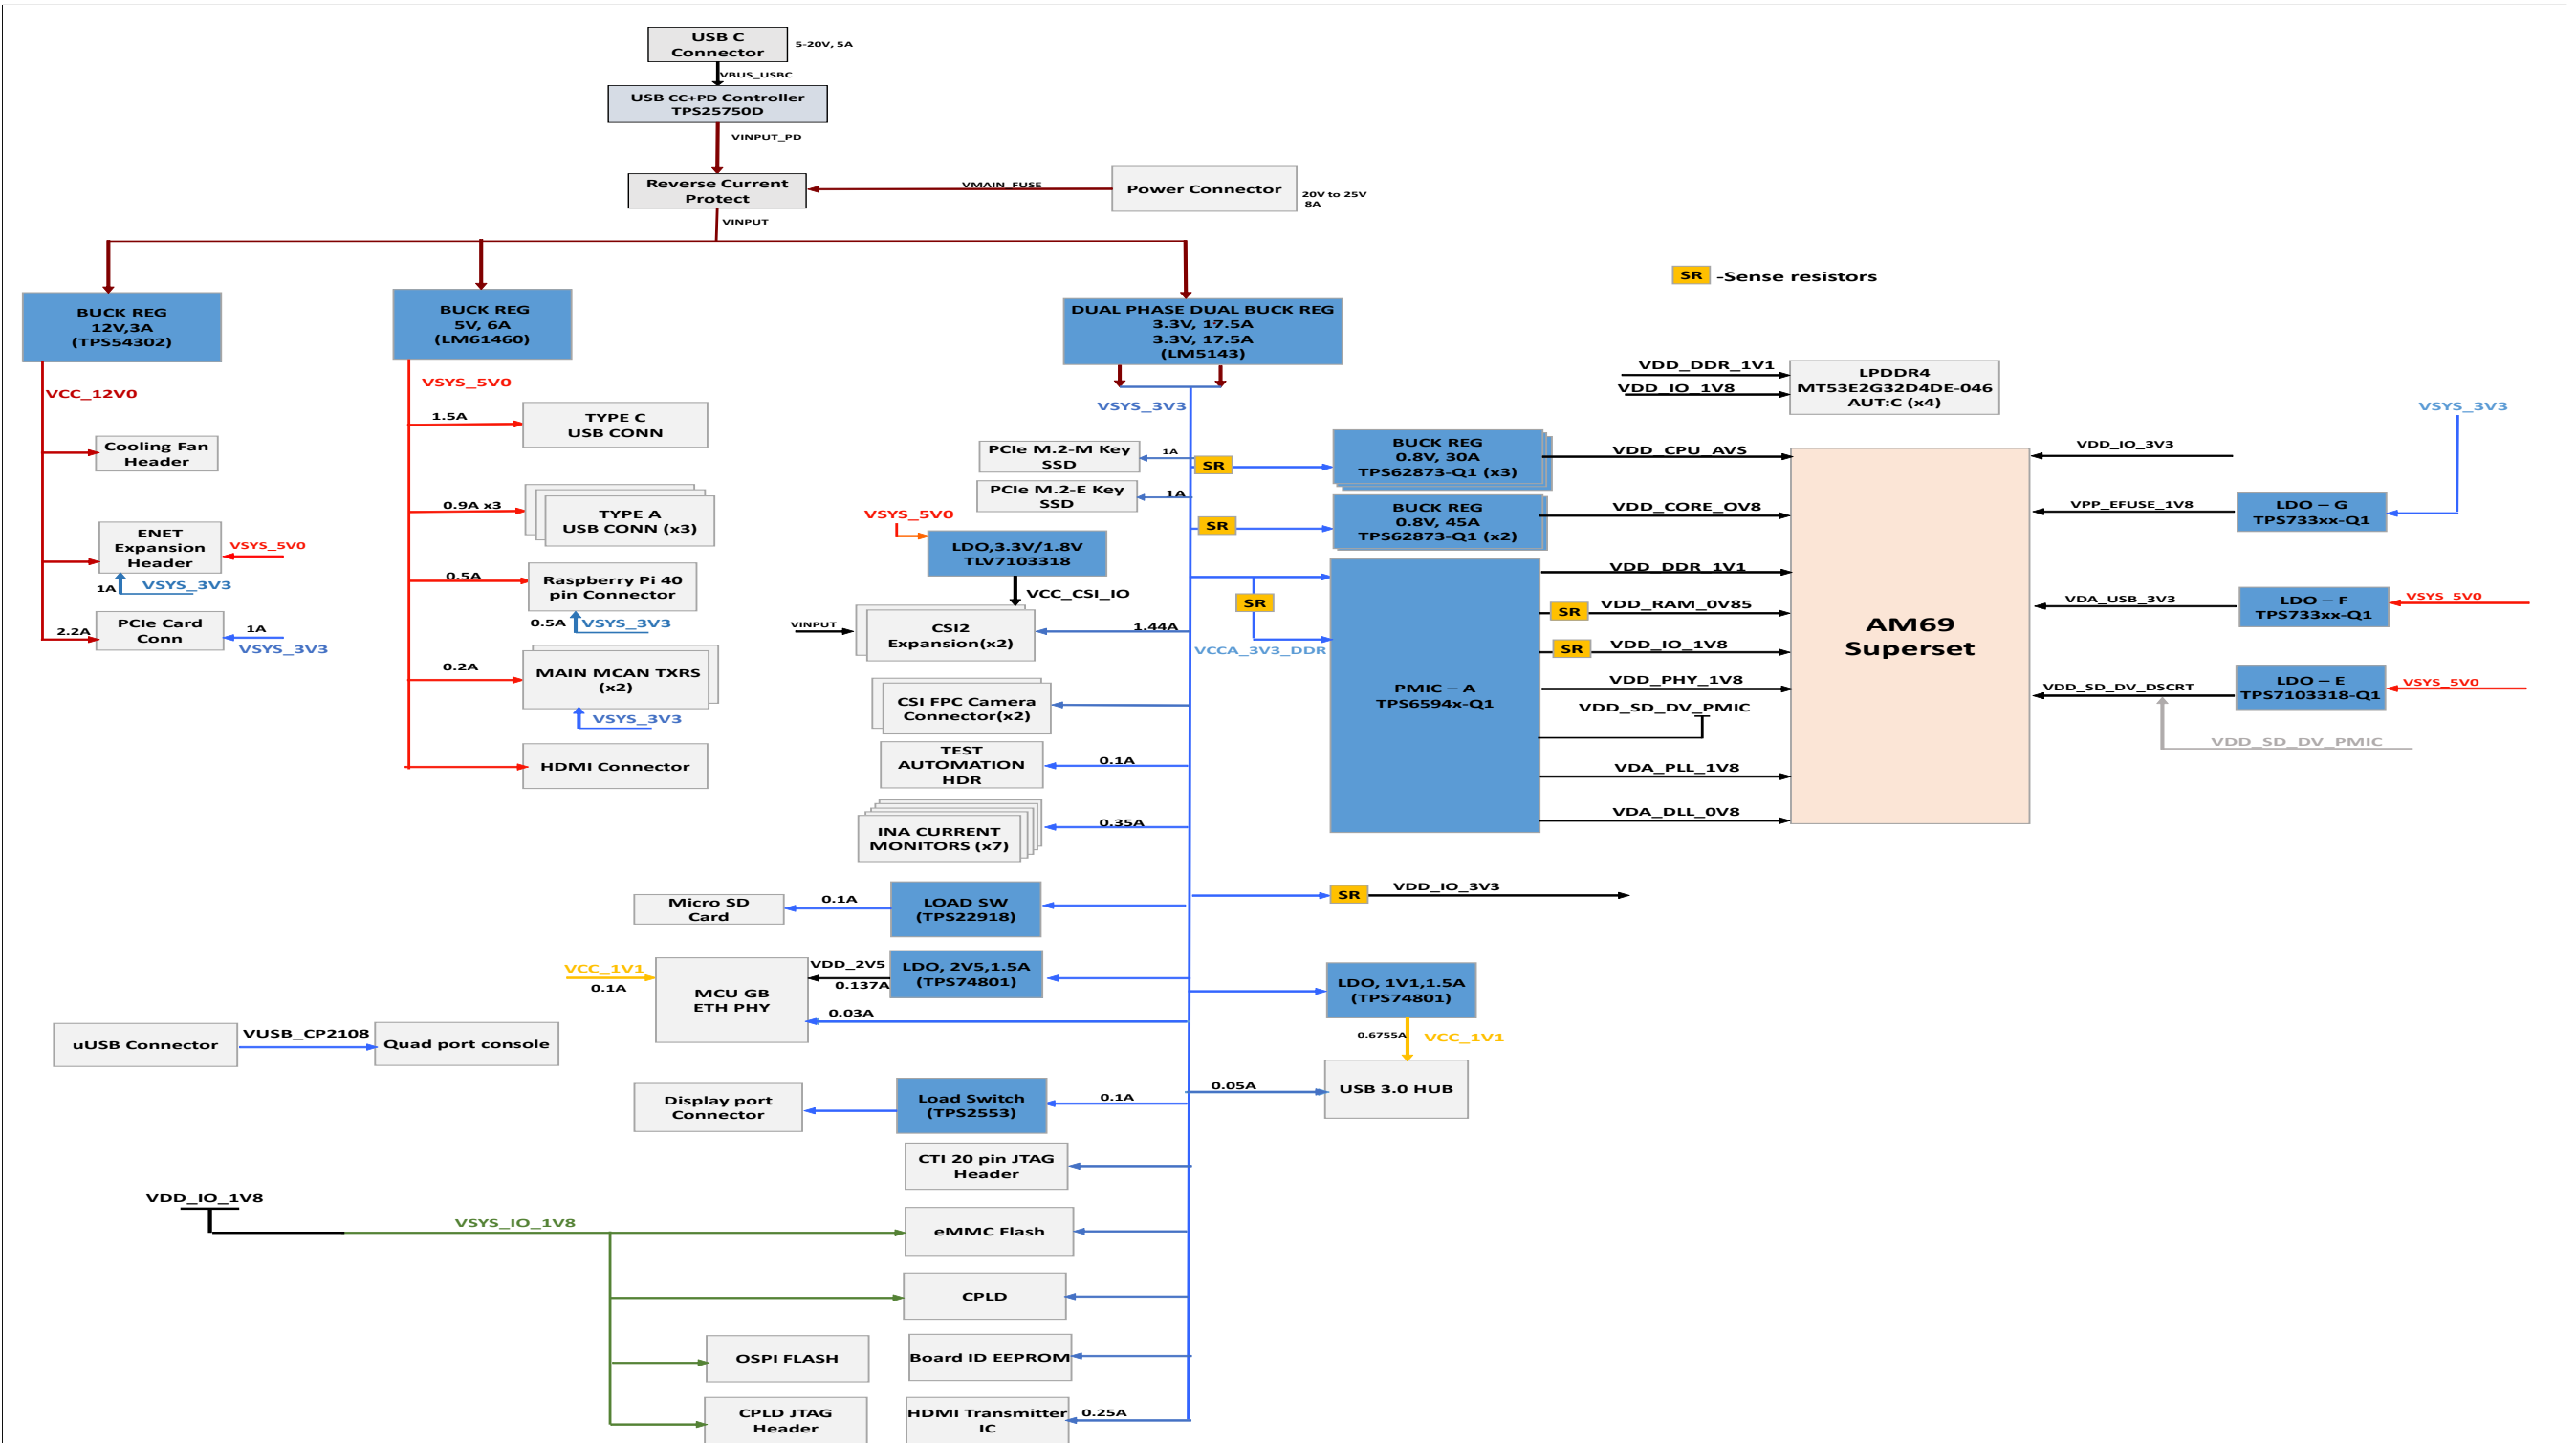 USB C
Connector
5-20V, 5A
VBUS_USBC
USB CC+PD Controller
TPS25750D
VINPUT_PD
Reverse Current
Protect
VMAIN_FUSE
Power Connector
20V to 25V
8A
VINPUT
SR
-Sense resistors
BUCK REG
12V,3A
(TPS54302)
BUCK REG
5V, 6A
(LM61460)
DUAL PHASE DUAL BUCK REG
3.3V, 17.5A
3.3V, 17.5A
(LM5143)
VCC_12V0
Cooling Fan
Header
ENET
Expansion
Header
VSYS_5V0
1A
VSYS_3V3
2.2A
PCIe Card
Conn
1A
VSYS_3V3
VSYS_5V0
1.5A
TYPE C
USB CONN
0.9A x3
TYPE A
USB CONN (x3)
0.5A
Raspberry Pi 40
pin Connector
0.5A
VSYS_3V3
0.2A
MAIN MCAN TXRS
(x2)
VSYS_3V3
HDMI Connector
VSYS_3V3
PCIe M.2-M Key
SSD
1A
PCIe M.2-E Key
SSD
1A
VSYS_5V0
LDO,3.3V/1.8V
TLV7103318
VCC_CSI_IO
VINPUT
CSI2
Expansion(x2)
1.44A
CSI FPC Camera
Connector(x2)
TEST
AUTOMATION
HDR
0.1A
INA CURRENT
MONITORS (x7)
0.35A
Micro SD
Card
0.1A
LOAD SW
(TPS22918)
VCC_1V1
0.1A
MCU GB
ETH PHY
VDD_2V5
0.137A
LDO, 2V5,1.5A
(TPS74801)
0.03A
uUSB Connector
VUSB_CP2108
Quad port console
Display port
Connector
Load Switch
(TPS2553)
0.1A
CTI 20 pin JTAG
Header
VDD_IO_1V8
VSYS_IO_1V8
eMMC Flash
CPLD
OSPI FLASH
Board ID EEPROM
CPLD JTAG
Header
HDMI Transmitter
IC
0.25A
SR
BUCK REG
0.8V, 30A
TPS62873-Q1 (x3)
VDD_CPU_AVS
SR
BUCK REG
0.8V, 45A
TPS62873-Q1 (x2)
VDD_CORE_OV8
SR
VCCA_3V3_DDR
PMIC – A
TPS6594x-Q1
VDD_DDR_1V1
SR
VDD_RAM_0V85
SR
VDD_IO_1V8
VDD_PHY_1V8
VDD_SD_DV_PMIC
VDA_PLL_1V8
VDA_DLL_0V8
SR
VDD_IO_3V3
LDO, 1V1,1.5A
(TPS74801)
0.6755A
VCC_1V1
0.05A
USB 3.0 HUB
VDD_DDR_1V1
VDD_IO_1V8
LPDDR4
MT53E2G32D4DE-046
AUT:C (x4)
AM69
Superset
VDD_IO_3V3
VSYS_3V3
VPP_EFUSE_1V8
LDO – G
TPS733xx-Q1
VDA_USB_3V3
LDO – F
TPS733xx-Q1
VSYS_5V0
VDD_SD_DV_DSCRT
LDO – E
TPS7103318-Q1
VSYS_5V0
VDD_SD_DV_PMIC